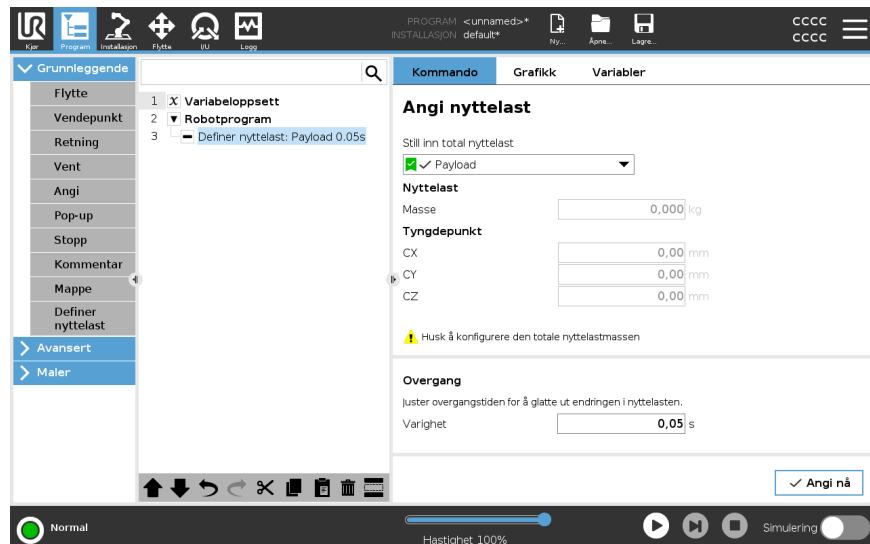 UR
PROGRAM <unnamed>*
INSTALLASJON default*
Kjør Program Installasjon Flytte I/U Logg
Ny... Åpne... Lagre...
CCCC
CCCC
Grunnleggende
Flytte
Vendepunkt
Retning
Vent
Angi
Pop-up
Stopp
Kommentar
Mappe
Definer
nyttelast
Avansert
Maler
1 X Variabeloppsett
2 Robotprogram
3 Definer nyttelast: Payload 0.05s
Kommando Grafikk Variabler
Angi nyttelast
Still inn total nyttelast
Payload
Nyttelast
Masse 0,000 kg
Tyngdepunkt
CX 0,00 mm
CY 0,00 mm
CZ 0,00 mm
Husk å konfigurere den totale nyttelastmassen
Overgang
Juster overgangstiden for å glatte ut endringen i nyttelasten.
Varighet 0,05 s
Angi nå
Normal
Hastighet 100%
Simulering